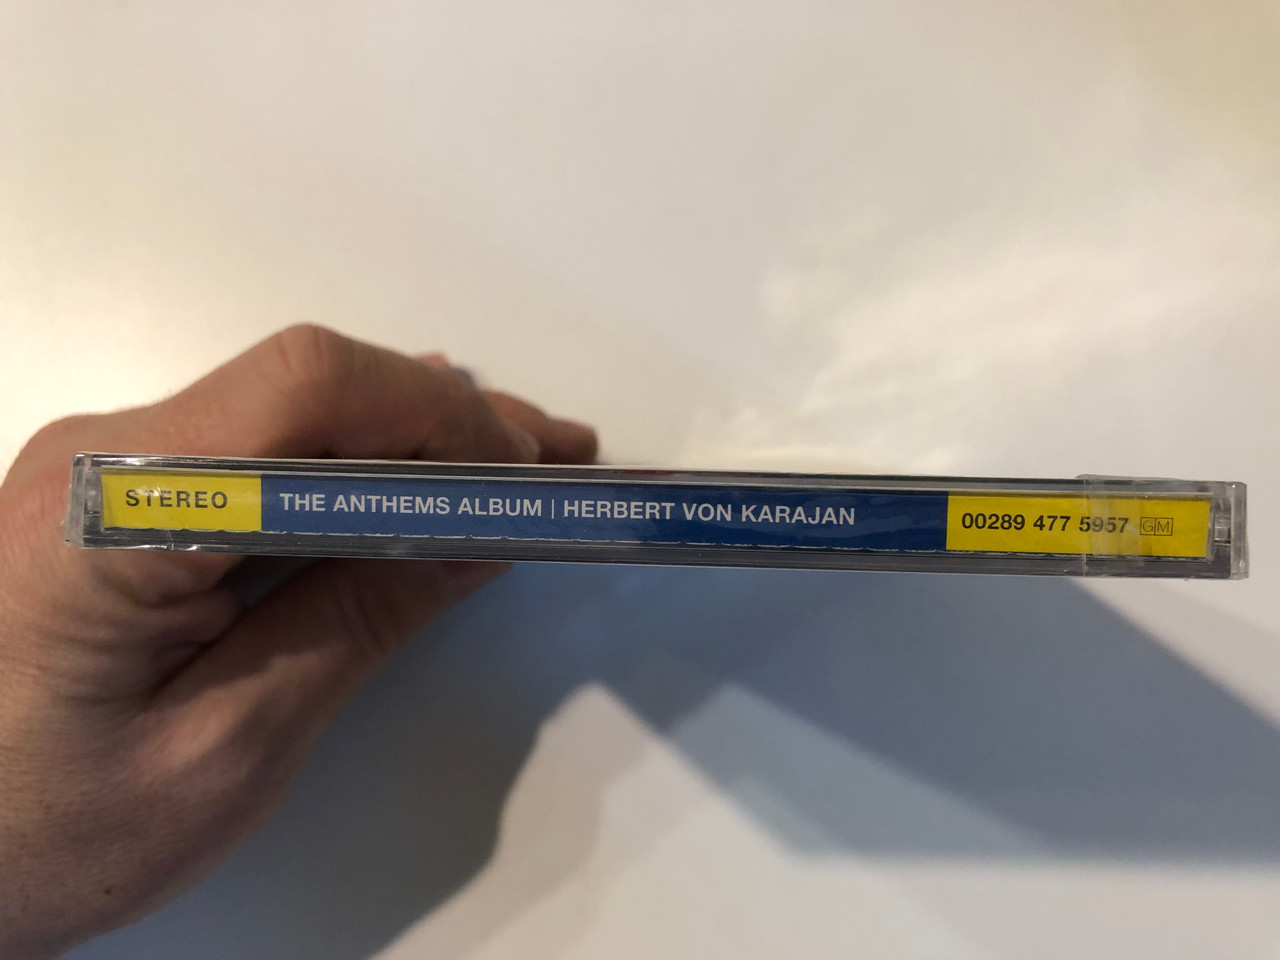 STEREO THE ANTHEMS ALBUM | HERBERT VON KARAJAN 00289 477 5957 GM